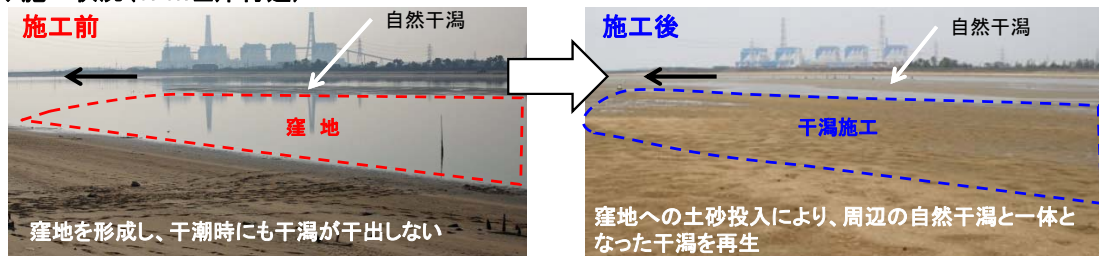 施工前
自然干潟
窪 地
窪地を形成し、干潮時にも干潟が干出しない
施工後
自然干潟
干潟施工
窪地への土砂投入により、周辺の自然干潟と一体と
なった干潟を再生